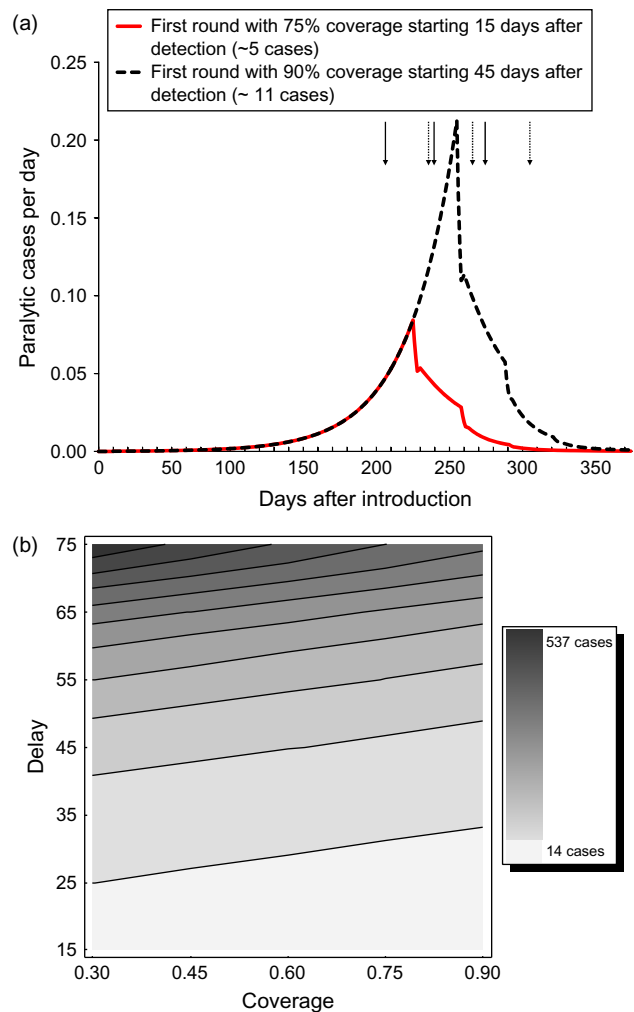 (a)
First round with 75% coverage starting 15 days after
detection (~5 cases)
First round with 90% coverage starting 45 days after
detection (~ 11 cases)
0.25
0.20
0.15
0.10
0.05
0.00
Paralytic cases per day
0 50 100 150 200 250 300 350
Days after introduction
(b)
75
65
55
45
35
25
15
Delay
0.30 0.45 0.60 0.75 0.90
Coverage
537 cases
14 cases